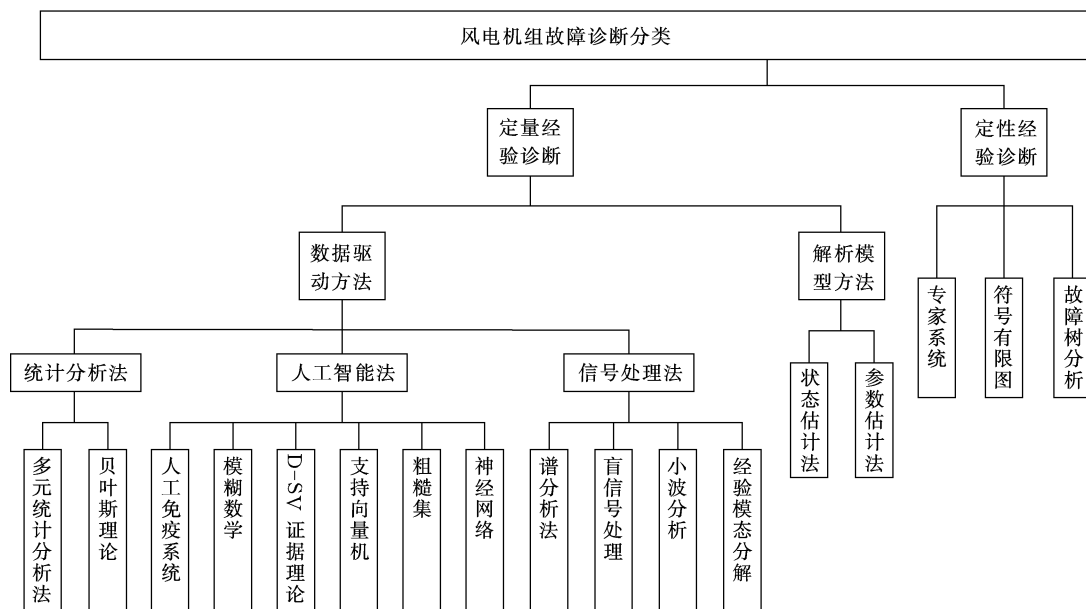 风电机组故障诊断分类
定量经
验诊断
定性经
验诊断
数据驱
动方法
解析模
型方法
专家系统
符号有限图
故障树分析
统计分析法
人工智能法
信号处理法
状态估计法
参数估计法
多元统计分析法
贝叶斯理论
人工免疫系统
模糊数学
D-SV 证据理论
支持向量机
粗糙集
神经网络
谱分析法
盲信号处理
小波分析
经验模态分解